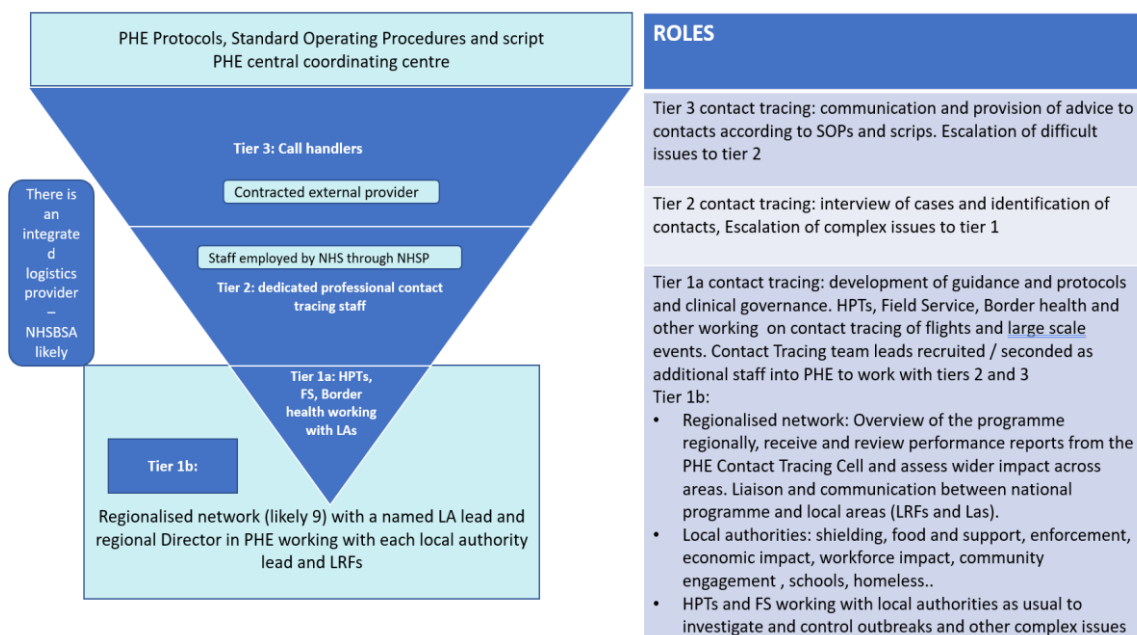 PHE Protocols, Standard Operating Procedures and script
PHE central coordinating centre
Tier 3: Call handlers
Contracted external provider
There is
an
integrate
d
logistics
provider
–
NHSBSA
likely
Staff employed by NHS through NHSP
Tier 2: dedicated professional contact
tracing staff
Tier 1a: HPTs,
FS, Border
health working
with LAs
Tier 1b:
Regionalised network (likely 9) with a named LA lead and
regional Director in PHE working with each local authority
lead and LRFs
ROLES
Tier 3 contact tracing: communication and provision of advice to
contacts according to SOPs and scrips. Escalation of difficult
issues to tier 2
Tier 2 contact tracing: interview of cases and identification of
contacts, Escalation of complex issues to tier 1
Tier 1a contact tracing: development of guidance and protocols
and clinical governance. HPTs, Field Service, Border health and
other working on contact tracing of flights and large scale
events. Contact Tracing team leads recruited / seconded as
additional staff into PHE to work with tiers 2 and 3
Tier 1b:
• Regionalised network: Overview of the programme
regionally, receive and review performance reports from the
PHE Contact Tracing Cell and assess wider impact across
areas. Liaison and communication between national
programme and local areas (LRFs and Las).
• Local authorities: shielding, food and support, enforcement,
economic impact, workforce impact, community
engagement , schools, homeless..
• HPTs and FS working with local authorities as usual to
investigate and control outbreaks and other complex issues